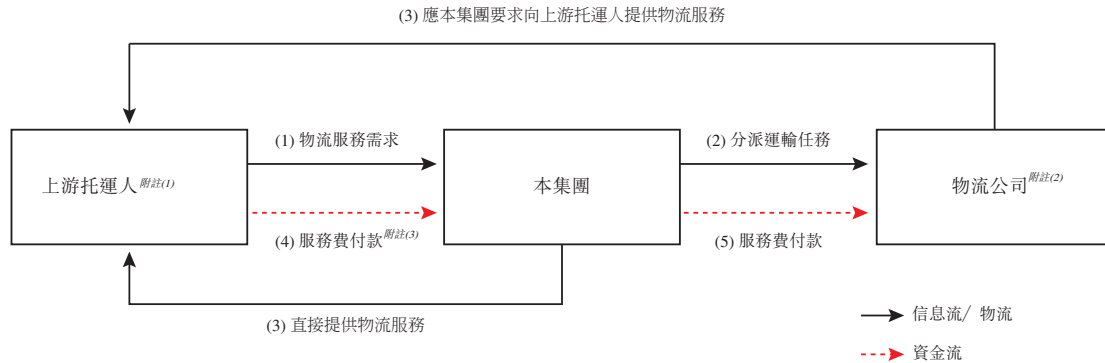 (3) 應本集團要求向上游托運人提供物流服務
(1) 物流服務需求
(2) 分派運輸任務
上游托運人附註(1)
本集團
物流公司附註(2)
(4) 服務費付款附註(3)
(5) 服務費付款
(3) 直接提供物流服務
信息流/ 物流
資金流